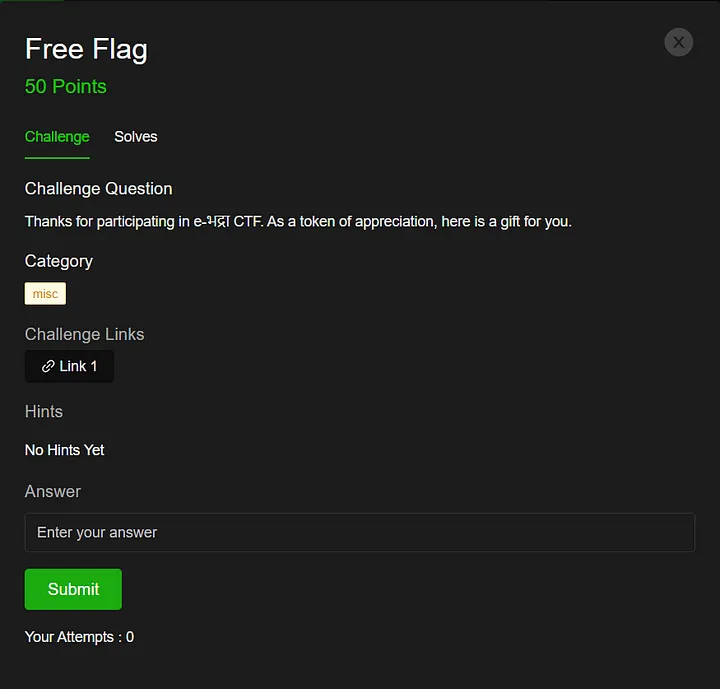 Free Flag
X
50 Points
Challenge Solves
Challenge Question
Thanks for participating in e-भद्रा CTF. As a token of appreciation, here is a gift for you.
Category
misc
Challenge Links
Link 1
Hints
No Hints Yet
Answer
Enter your answer
Submit
Your Attempts : 0